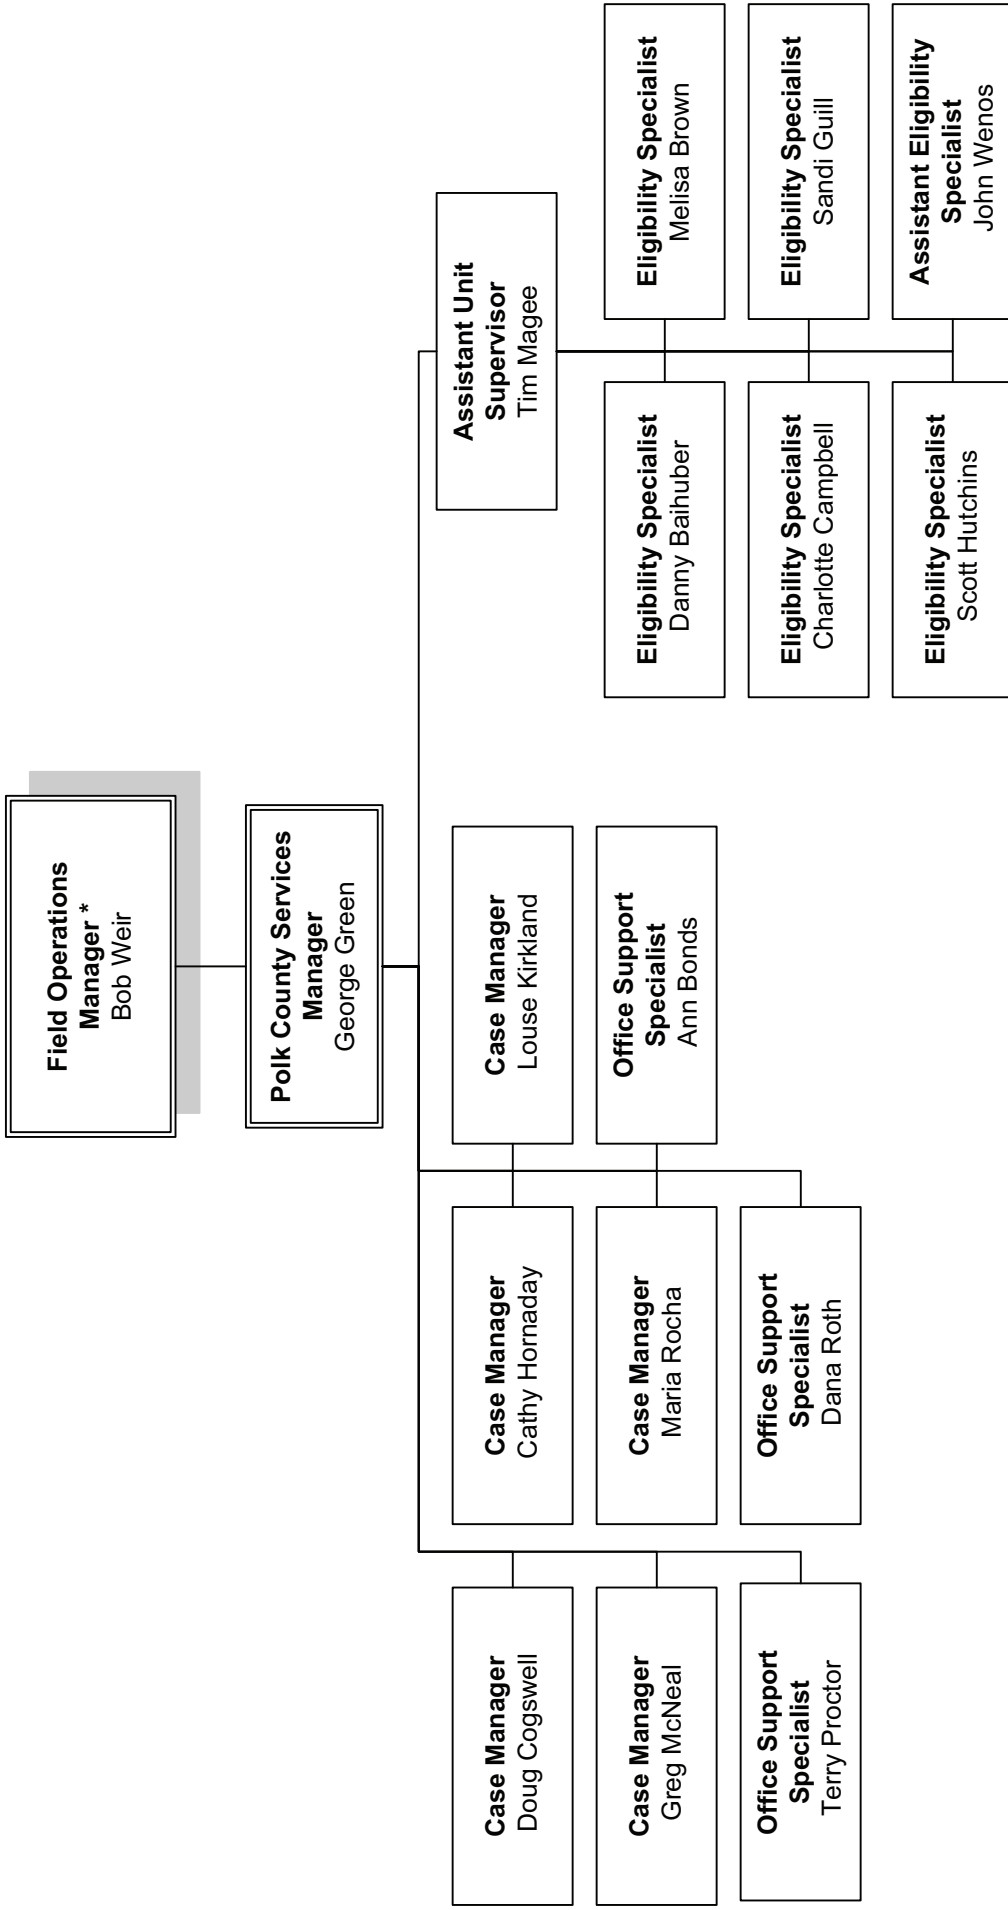 Field Operations
Manager *
Bob Weir
Polk County Services
Manager
George Green
Case Manager
Doug Cogswell
Case Manager
Greg McNeal
Office Support
Specialist
Terry Proctor
Case Manager
Cathy Hornaday
Case Manager
Maria Rocha
Office Support
Specialist
Dana Roth
Case Manager
Louse Kirkland
Office Support
Specialist
Ann Bonds
Assistant Unit
Supervisor
Tim Magee
Eligibility Specialist
Danny Baihuber
Eligibility Specialist
Charlotte Campbell
Eligibility Specialist
Scott Hutchins
Eligibility Specialist
Melisa Brown
Eligibility Specialist
Sandi Guill
Assistant Eligibility
Specialist
John Wenos